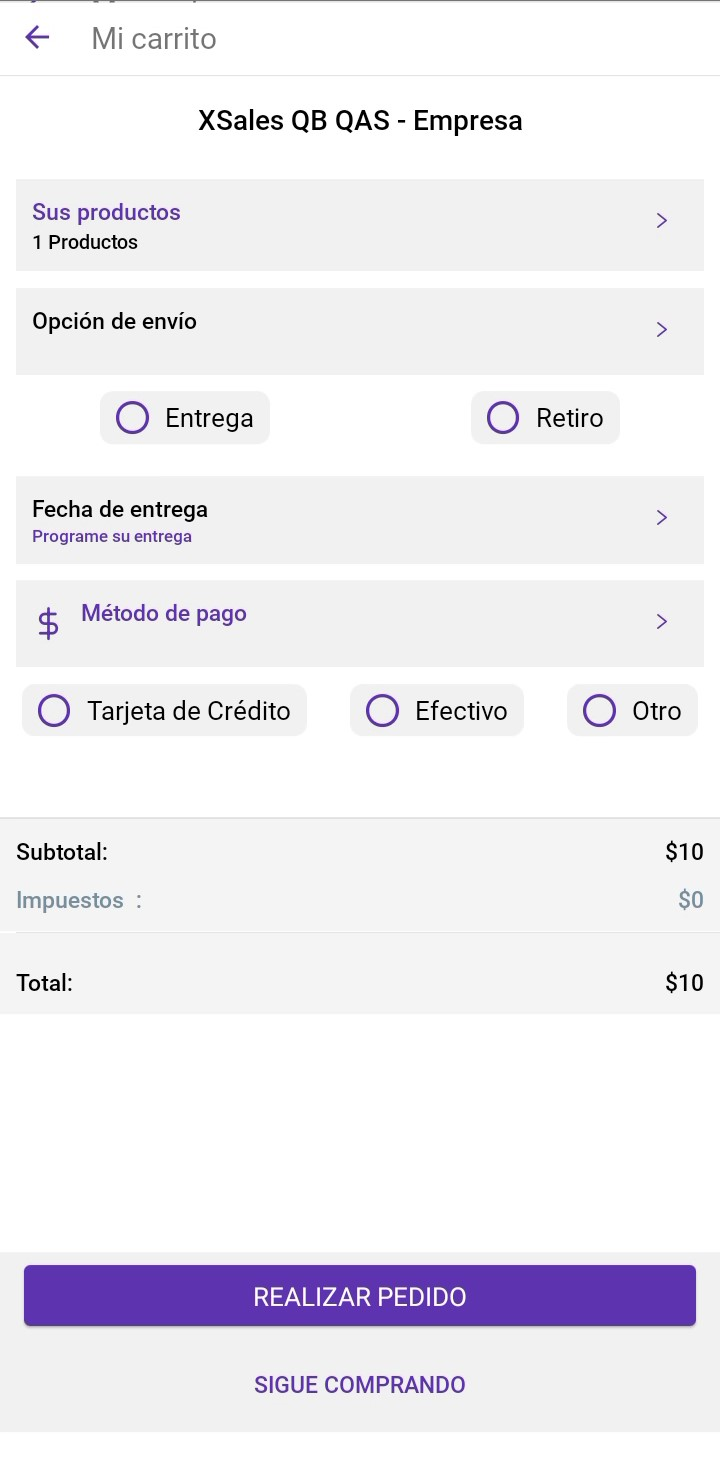 Mi carrito
XSales QB QAS - Empresa
Sus productos
1 Productos
Opción de envío
Entrega
Retiro
Fecha de entrega
Programe su entrega
$ Método de pago
Tarjeta de Crédito
Efectivo
Otro
Subtotal: $10
Impuestos : $0
Total: $10
REALIZAR PEDIDO
SIGUE COMPRANDO